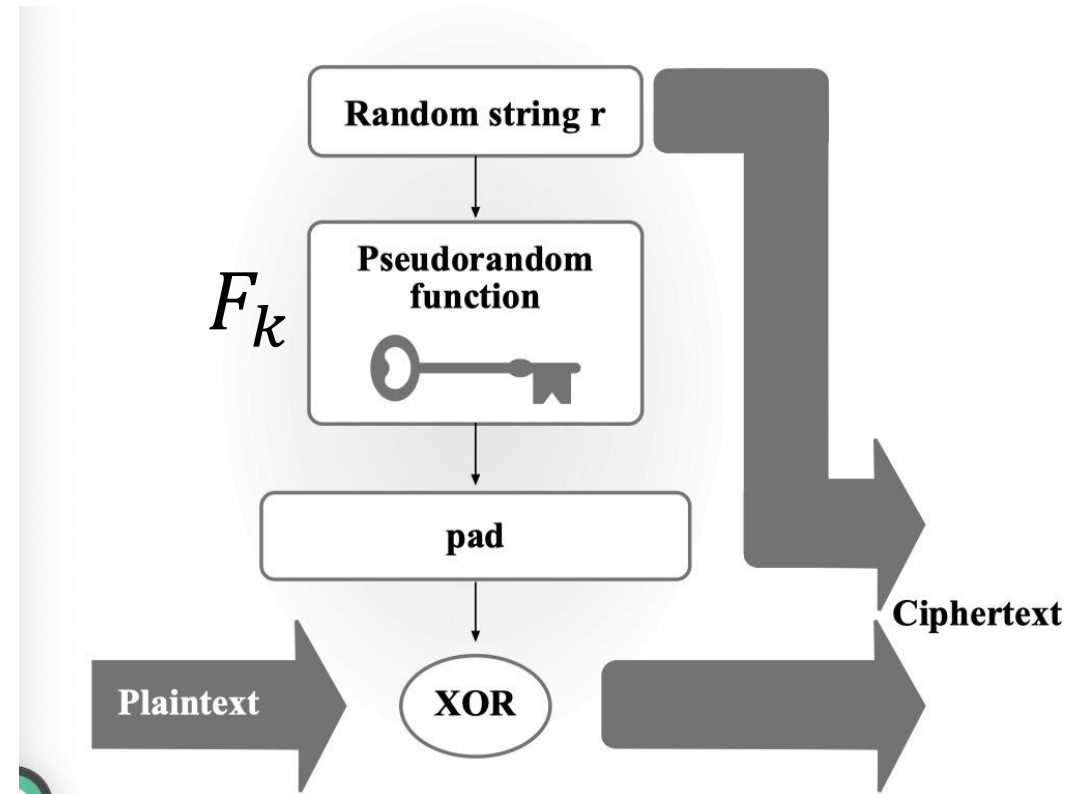 Random string r
Pseudorandom
function
F_k
pad
Ciphertext
Plaintext
XOR